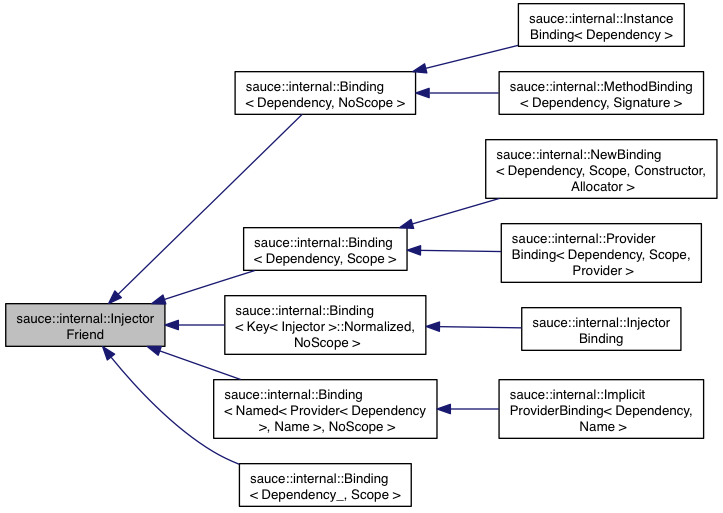 sauce::internal::Instance
Binding< Dependency >
sauce::internal::Binding
< Dependency, NoScope >
sauce::internal::MethodBinding
< Dependency, Signature >
sauce::internal::NewBinding
< Dependency, Scope, Constructor,
Allocator >
sauce::internal::Binding
< Dependency, Scope >
sauce::internal::Provider
Binding< Dependency, Scope,
Provider >
sauce::internal::Injector
Friend
sauce::internal::Binding
< Key< Injector >::Normalized,
NoScope >
sauce::internal::Injector
Binding
sauce::internal::Binding
< Named< Provider< Dependency
>, Name >, NoScope >
sauce::internal::Implicit
ProviderBinding< Dependency,
Name >
sauce::internal::Binding
< Dependency_, Scope >